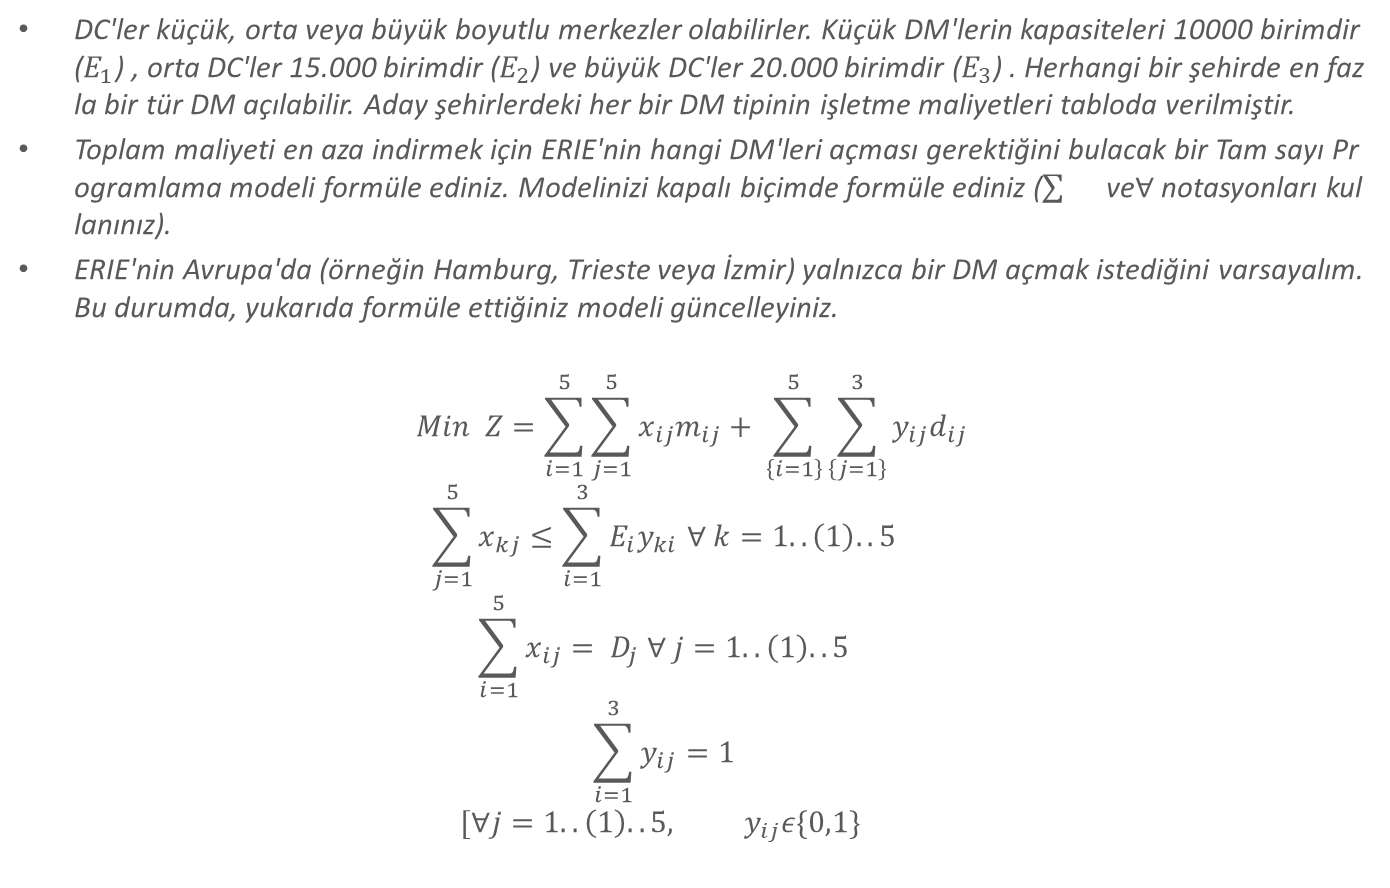 • DC'ler küçük, orta veya büyük boyutlu merkezler olabilirler. Küçük DM'lerin kapasiteleri 10000 birimdir
(E₁) , orta DC'ler 15.000 birimdir (E₂) ve büyük DC'ler 20.000 birimdir (E₃) . Herhangi bir şehirde en faz
la bir tür DM açılabilir. Aday şehirlerdeki her bir DM tipinin işletme maliyetleri tabloda verilmiştir.
• Toplam maliyeti en aza indirmek için ERIE'nin hangi DM'leri açması gerektiğini bulacak bir Tam sayı Pr
ogramlama modeli formüle ediniz. Modelinizi kapalı biçimde formüle ediniz (∑ ve∀ notasyonları kul
lanınız).
• ERIE'nin Avrupa'da (örneğin Hamburg, Trieste veya İzmir) yalnızca bir DM açmak istediğini varsayalım.
Bu durumda, yukarıda formüle ettiğiniz modeli güncelleyiniz.
Min Z = \sum_{i=1}^{5} \sum_{j=1}^{5} x_{ij} m_{ij} + \sum_{\{i=1\}}^{5} \sum_{\{j=1\}}^{3} y_{ij} d_{ij}
\sum_{j=1}^{5} x_{kj} ≤ \sum_{i=1}^{3} E_i y_{ki} ∀ k = 1..(1)..5
\sum_{i=1}^{5} x_{ij} = D_j ∀ j = 1..(1)..5
\sum_{i=1}^{3} y_{ij} = 1
[∀j = 1..(1)..5, y_{ij} ϵ{0,1}